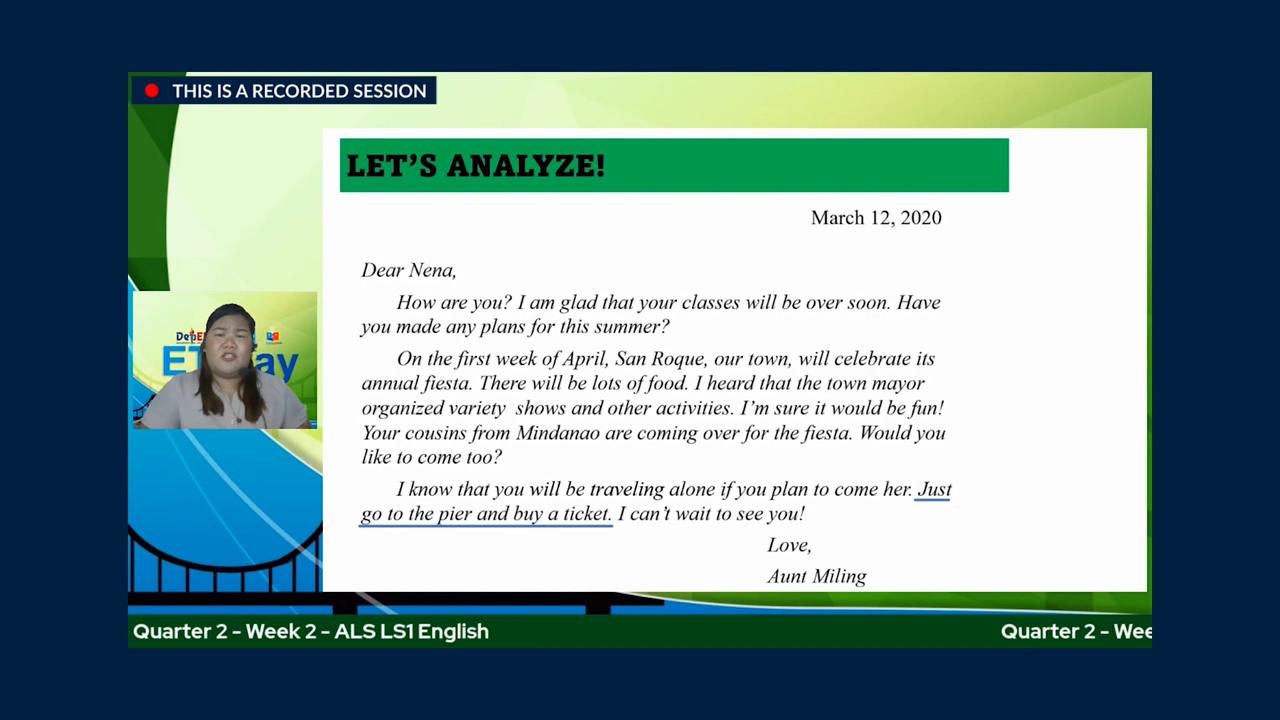 THIS IS A RECORDED SESSION
LET'S ANALYZE!
March 12, 2020
Dear Nena,
How are you? I am glad that your classes will be over soon. Have
you made any plans for this summer?
On the first week of April, San Roque, our town, will celebrate its
annual fiesta. There will be lots of food. I heard that the town mayor
organized variety shows and other activities. I'm sure it would be fun!
Your cousins from Mindanao are coming over for the fiesta. Would you
like to come too?
I know that you will be traveling alone if you plan to come her. Just
go to the pier and buy a ticket. I can't wait to see you!
Love,
Aunt Miling
Quarter 2 - Week 2 - ALS LS1 English
Quarter 2 - Wee